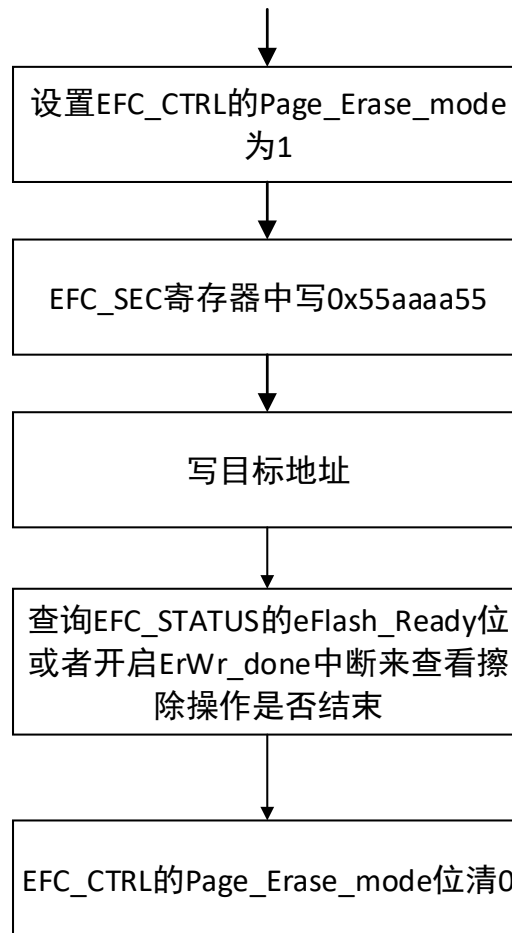 设置EFC_CTRL的Page_Erase_mode
为1
EFC_SEC寄存器中写0x55aaaa55
写目标地址
查询EFC_STATUS的eFlash_Ready位
或者开启ErWr_done中断来查看擦
除操作是否结束
EFC_CTRL的Page_Erase_mode位清0